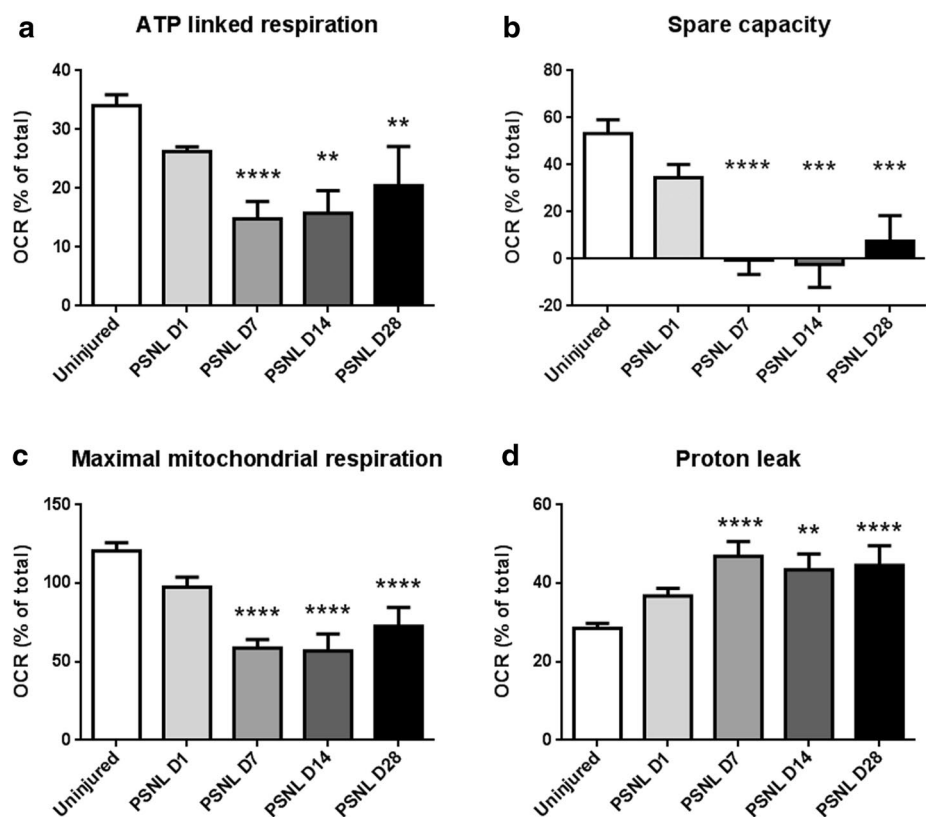 a
ATP linked respiration
OCR (% of total)
40
30
20
10
0
****
**
**
Uninjured
PSNL D1
PSNL D7
PSNL D14
PSNL D28
b
Spare capacity
OCR (% of total)
80
60
40
20
0
-20
****
***
***
Uninjured
PSNL D1
PSNL D7
PSNL D14
PSNL D28
c
Maximal mitochondrial respiration
OCR (% of total)
150
100
50
0
****
****
****
Uninjured
PSNL D1
PSNL D7
PSNL D14
PSNL D28
d
Proton leak
OCR (% of total)
60
40
20
0
****
**
****
Uninjured
PSNL D1
PSNL D7
PSNL D14
PSNL D28